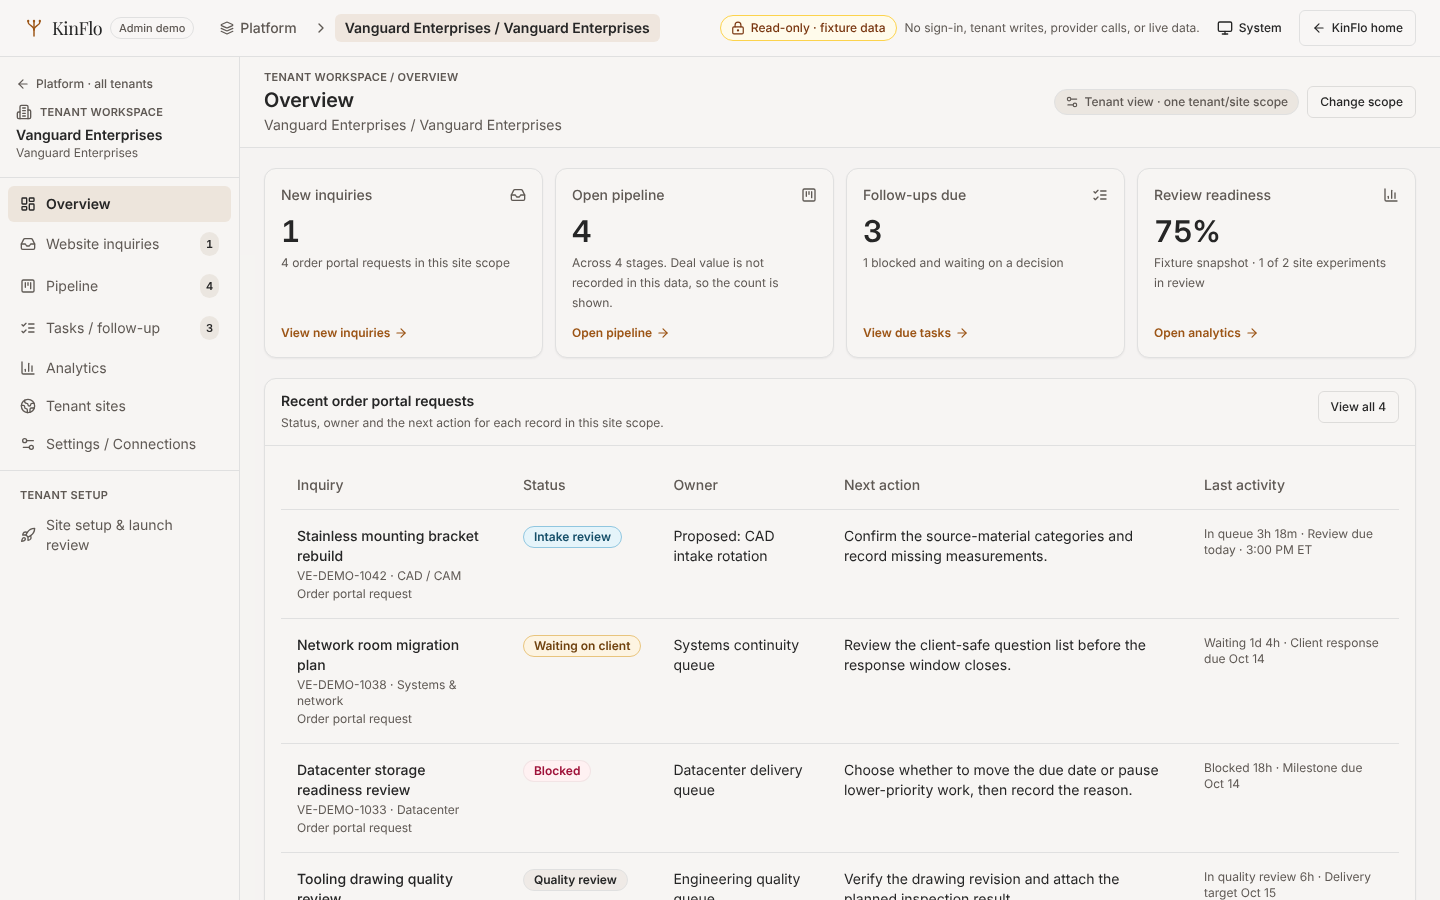 KinFlo
Admin demo
Platform
Vanguard Enterprises / Vanguard Enterprises
Read-only · fixture data
No sign-in, tenant writes, provider calls, or live data.
System
KinFlo home
Platform · all tenants
TENANT WORKSPACE
Vanguard Enterprises
Vanguard Enterprises
Overview
Website inquiries
1
Pipeline
4
Tasks / follow-up
3
Analytics
Tenant sites
Settings / Connections
TENANT SETUP
Site setup & launch
review
TENANT WORKSPACE / OVERVIEW
Overview
Vanguard Enterprises / Vanguard Enterprises
Tenant view · one tenant/site scope
Change scope
New inquiries
1
4 order portal requests in this site scope
View new inquiries
Open pipeline
4
Across 4 stages. Deal value is not
recorded in this data, so the count is
shown.
Open pipeline
Follow-ups due
3
1 blocked and waiting on a decision
View due tasks
Review readiness
75%
Fixture snapshot · 1 of 2 site experiments
in review
Open analytics
Recent order portal requests
Status, owner and the next action for each record in this site scope.
View all 4
Inquiry
Status
Owner
Next action
Last activity
Stainless mounting bracket
rebuild
VE-DEMO-1042 · CAD / CAM
Order portal request
Intake review
Proposed: CAD
intake rotation
Confirm the source-material categories and
record missing measurements.
In queue 3h 18m · Review due
today · 3:00 PM ET
Network room migration
plan
VE-DEMO-1038 · Systems &
network
Order portal request
Waiting on client
Systems continuity
queue
Review the client-safe question list before the
response window closes.
Waiting 1d 4h · Client response
due Oct 14
Datacenter storage
readiness review
VE-DEMO-1033 · Datacenter
Order portal request
Blocked
Datacenter delivery
queue
Choose whether to move the due date or pause
lower-priority work, then record the reason.
Blocked 18h · Milestone due
Oct 14
Tooling drawing quality
review
Quality review
Engineering quality
queue
Verify the drawing revision and attach the
planned inspection result.
In quality review 6h · Delivery
target Oct 15